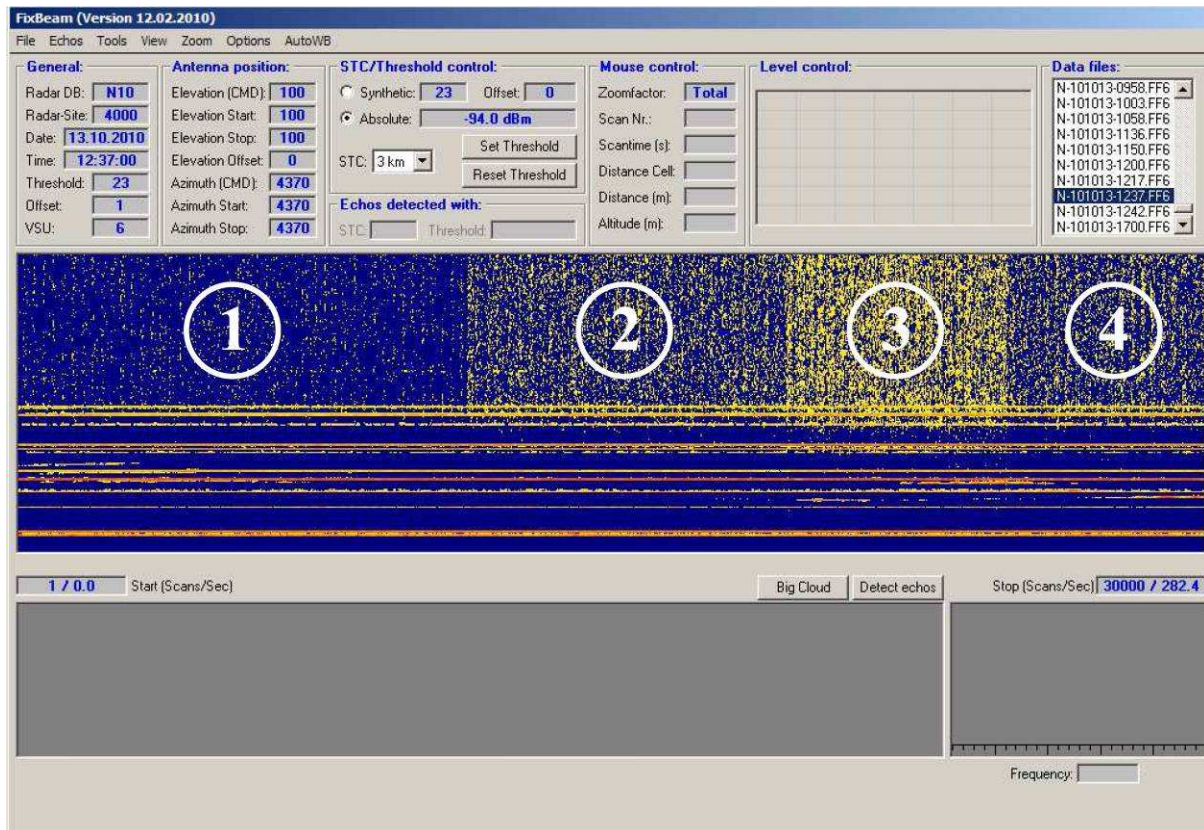 FixBeam (Version 12.02.2010)
File Echos Tools View Zoom Options AutoWB
General:
Radar DB: N10
Radar-Site: 4000
Date: 13.10.2010
Time: 12:37:00
Threshold: 23
Offset: 1
VSU: 6
Antenna position:
Elevation (CMD): 100
Elevation Start: 100
Elevation Stop: 100
Elevation Offset: 0
Azimuth (CMD): 4370
Azimuth Start: 4370
Azimuth Stop: 4370
STC/Threshold control:
Synthetic: 23 Offset: 0
Absolute: -94.0 dBm
STC: 3 km
Set Threshold
Reset Threshold
Echos detected with:
STC: Threshold:
Mouse control:
Zoomfactor: Total
Scan Nr.:
Scantime (s):
Distance Cell:
Distance (m):
Altitude (m):
Level control:
Data files:
N-101013-0958.FF6
N-101013-1003.FF6
N-101013-1058.FF6
N-101013-1136.FF6
N-101013-1150.FF6
N-101013-1200.FF6
N-101013-1217.FF6
N-101013-1237.FF6
N-101013-1242.FF6
N-101013-1700.FF6
1 2 3 4
1 / 0.0 Start (Scans/Sec) Big Cloud Detect echos Stop (Scans/Sec) 30000 / 282.4
Frequency: